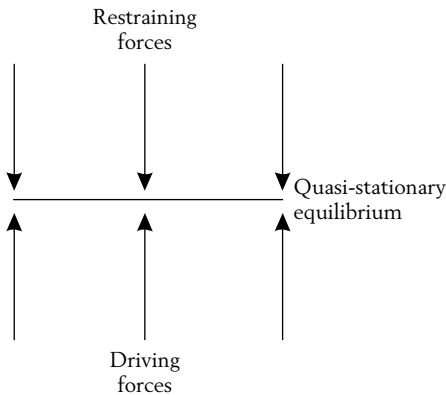 Restraining
forces
Quasi-stationary
equilibrium
Driving
forces